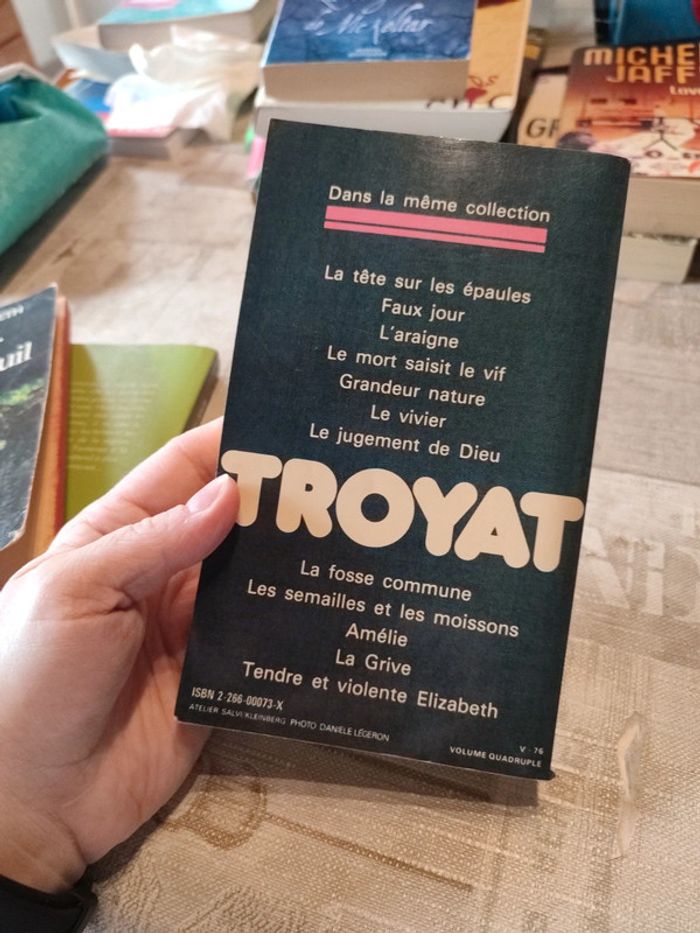 de Nicholaur
MICHEL
JAFF
Dans la même collection
La tête sur les épaules
Faux jour
L'araigne
Le mort saisit le vif
Grandeur nature
Le vivier
Le jugement de Dieu
TROYAT
La fosse commune
Les semailles et les moissons
Amélie
La Grive
Tendre et violente Elizabeth
ISBN 2-266-00073-X
ATELIER SALVI/KLEINBERG PHOTO DANIELE LÉGERON
V - 76
VOLUME QUADRUPLE